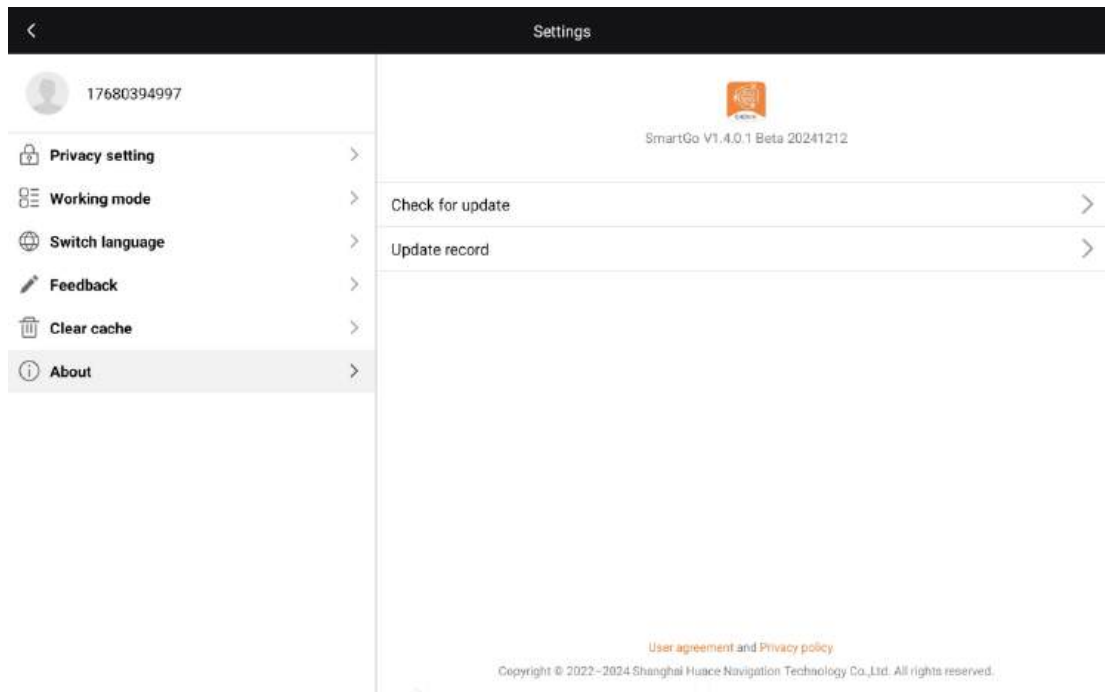 Settings
17680394997
Privacy setting
Working mode
Switch language
Feedback
Clear cache
About
SmartGo V1.4.0.1 Beta 20241212
Check for update
Update record
User agreement and Privacy policy
Copyright © 2022-2024 Shanghai Huace Navigation Technology Co.,Ltd. All rights reserved.